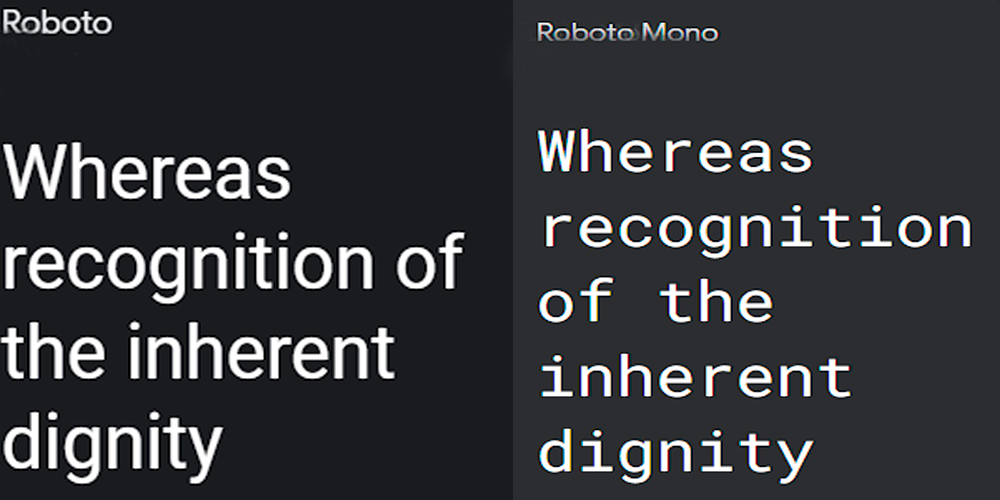 Roboto
Whereas
recognition of
the inherent
dignity
Roboto Mono
Whereas
recognition
of the
inherent
dignity